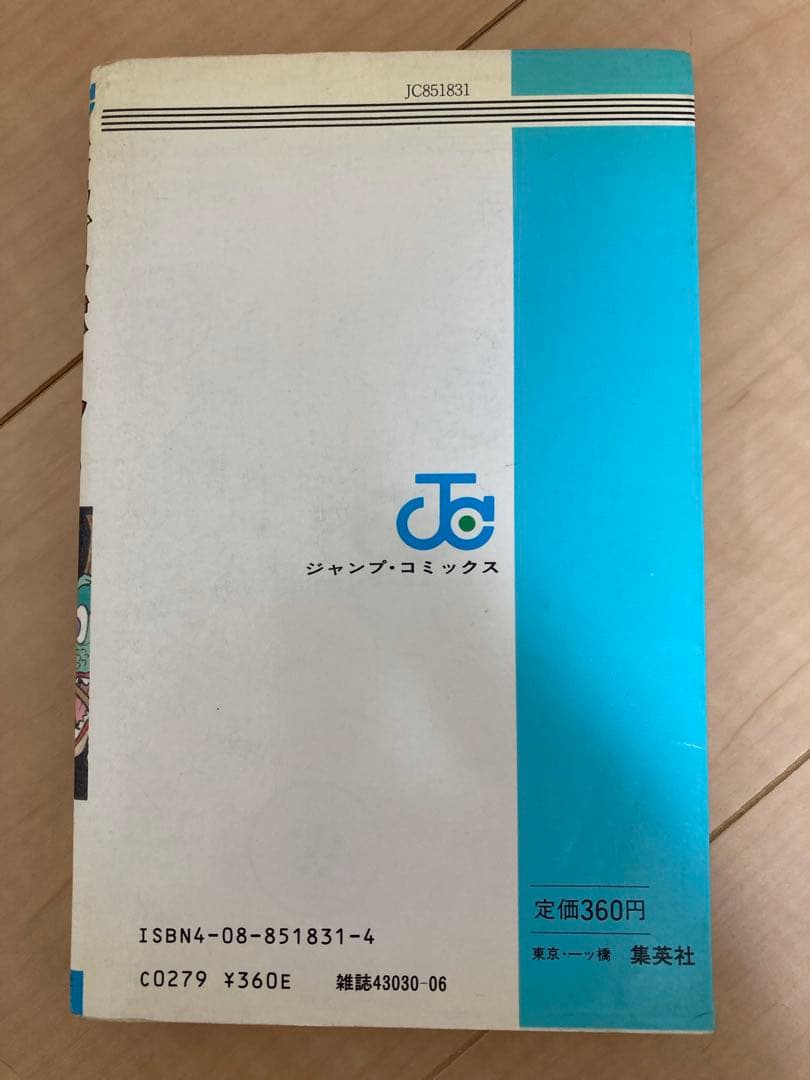 JC851831
ジャンプ・コミックス
定価360円
東京・一ッ橋 集英社
ISBN4-08-851831-4
C0279 ¥360E 雑誌43030-06